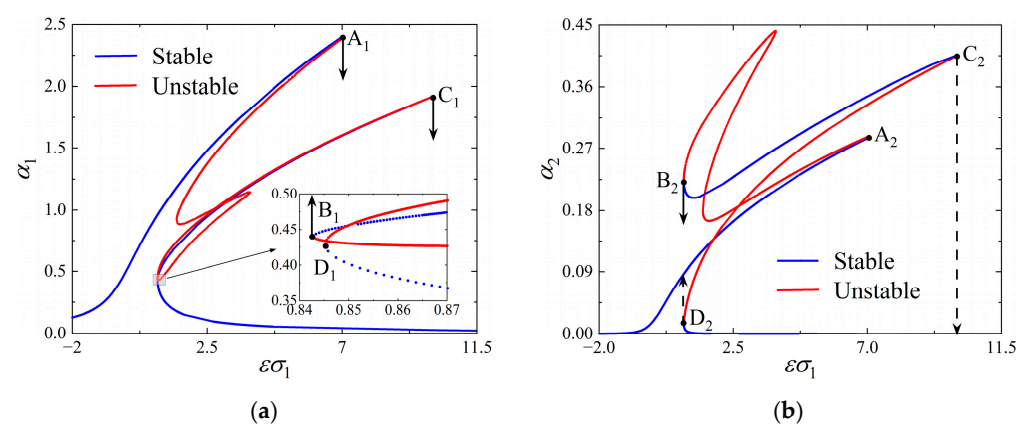 2.5
2.0
1.5
1.0
0.5
0.0
α1
Stable
Unstable
A1
C1
0.50
0.45
0.40
0.35
B1
D1
0.84 0.85 0.86 0.87
−2 2.5 7 11.5
εσ1
(a)
0.45
0.36
0.27
0.18
0.09
0.00
α2
C2
A2
B2
D2
Stable
Unstable
−2.0 2.5 7.0 11.5
εσ1
(b)